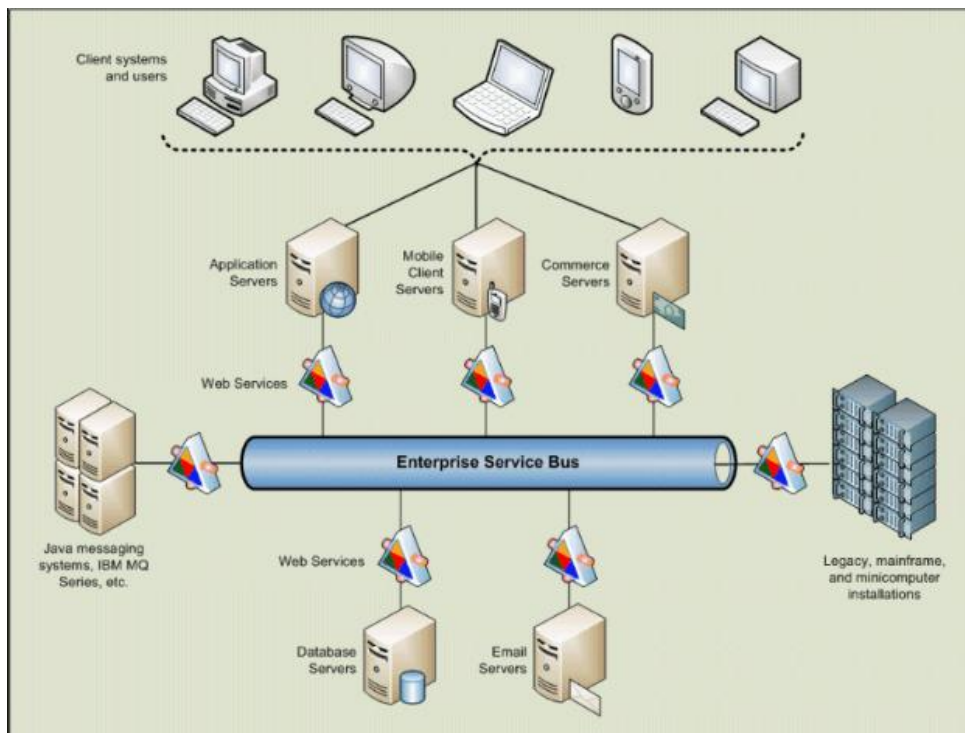 Client systems
and users
Application
Servers
Mobile
Client
Servers
Commerce
Servers
Web Services
Enterprise Service Bus
Java messaging
systems, IBM MQ
Series, etc.
Legacy, mainframe,
and minicomputer
installations
Web Services
Database
Servers
Email
Servers